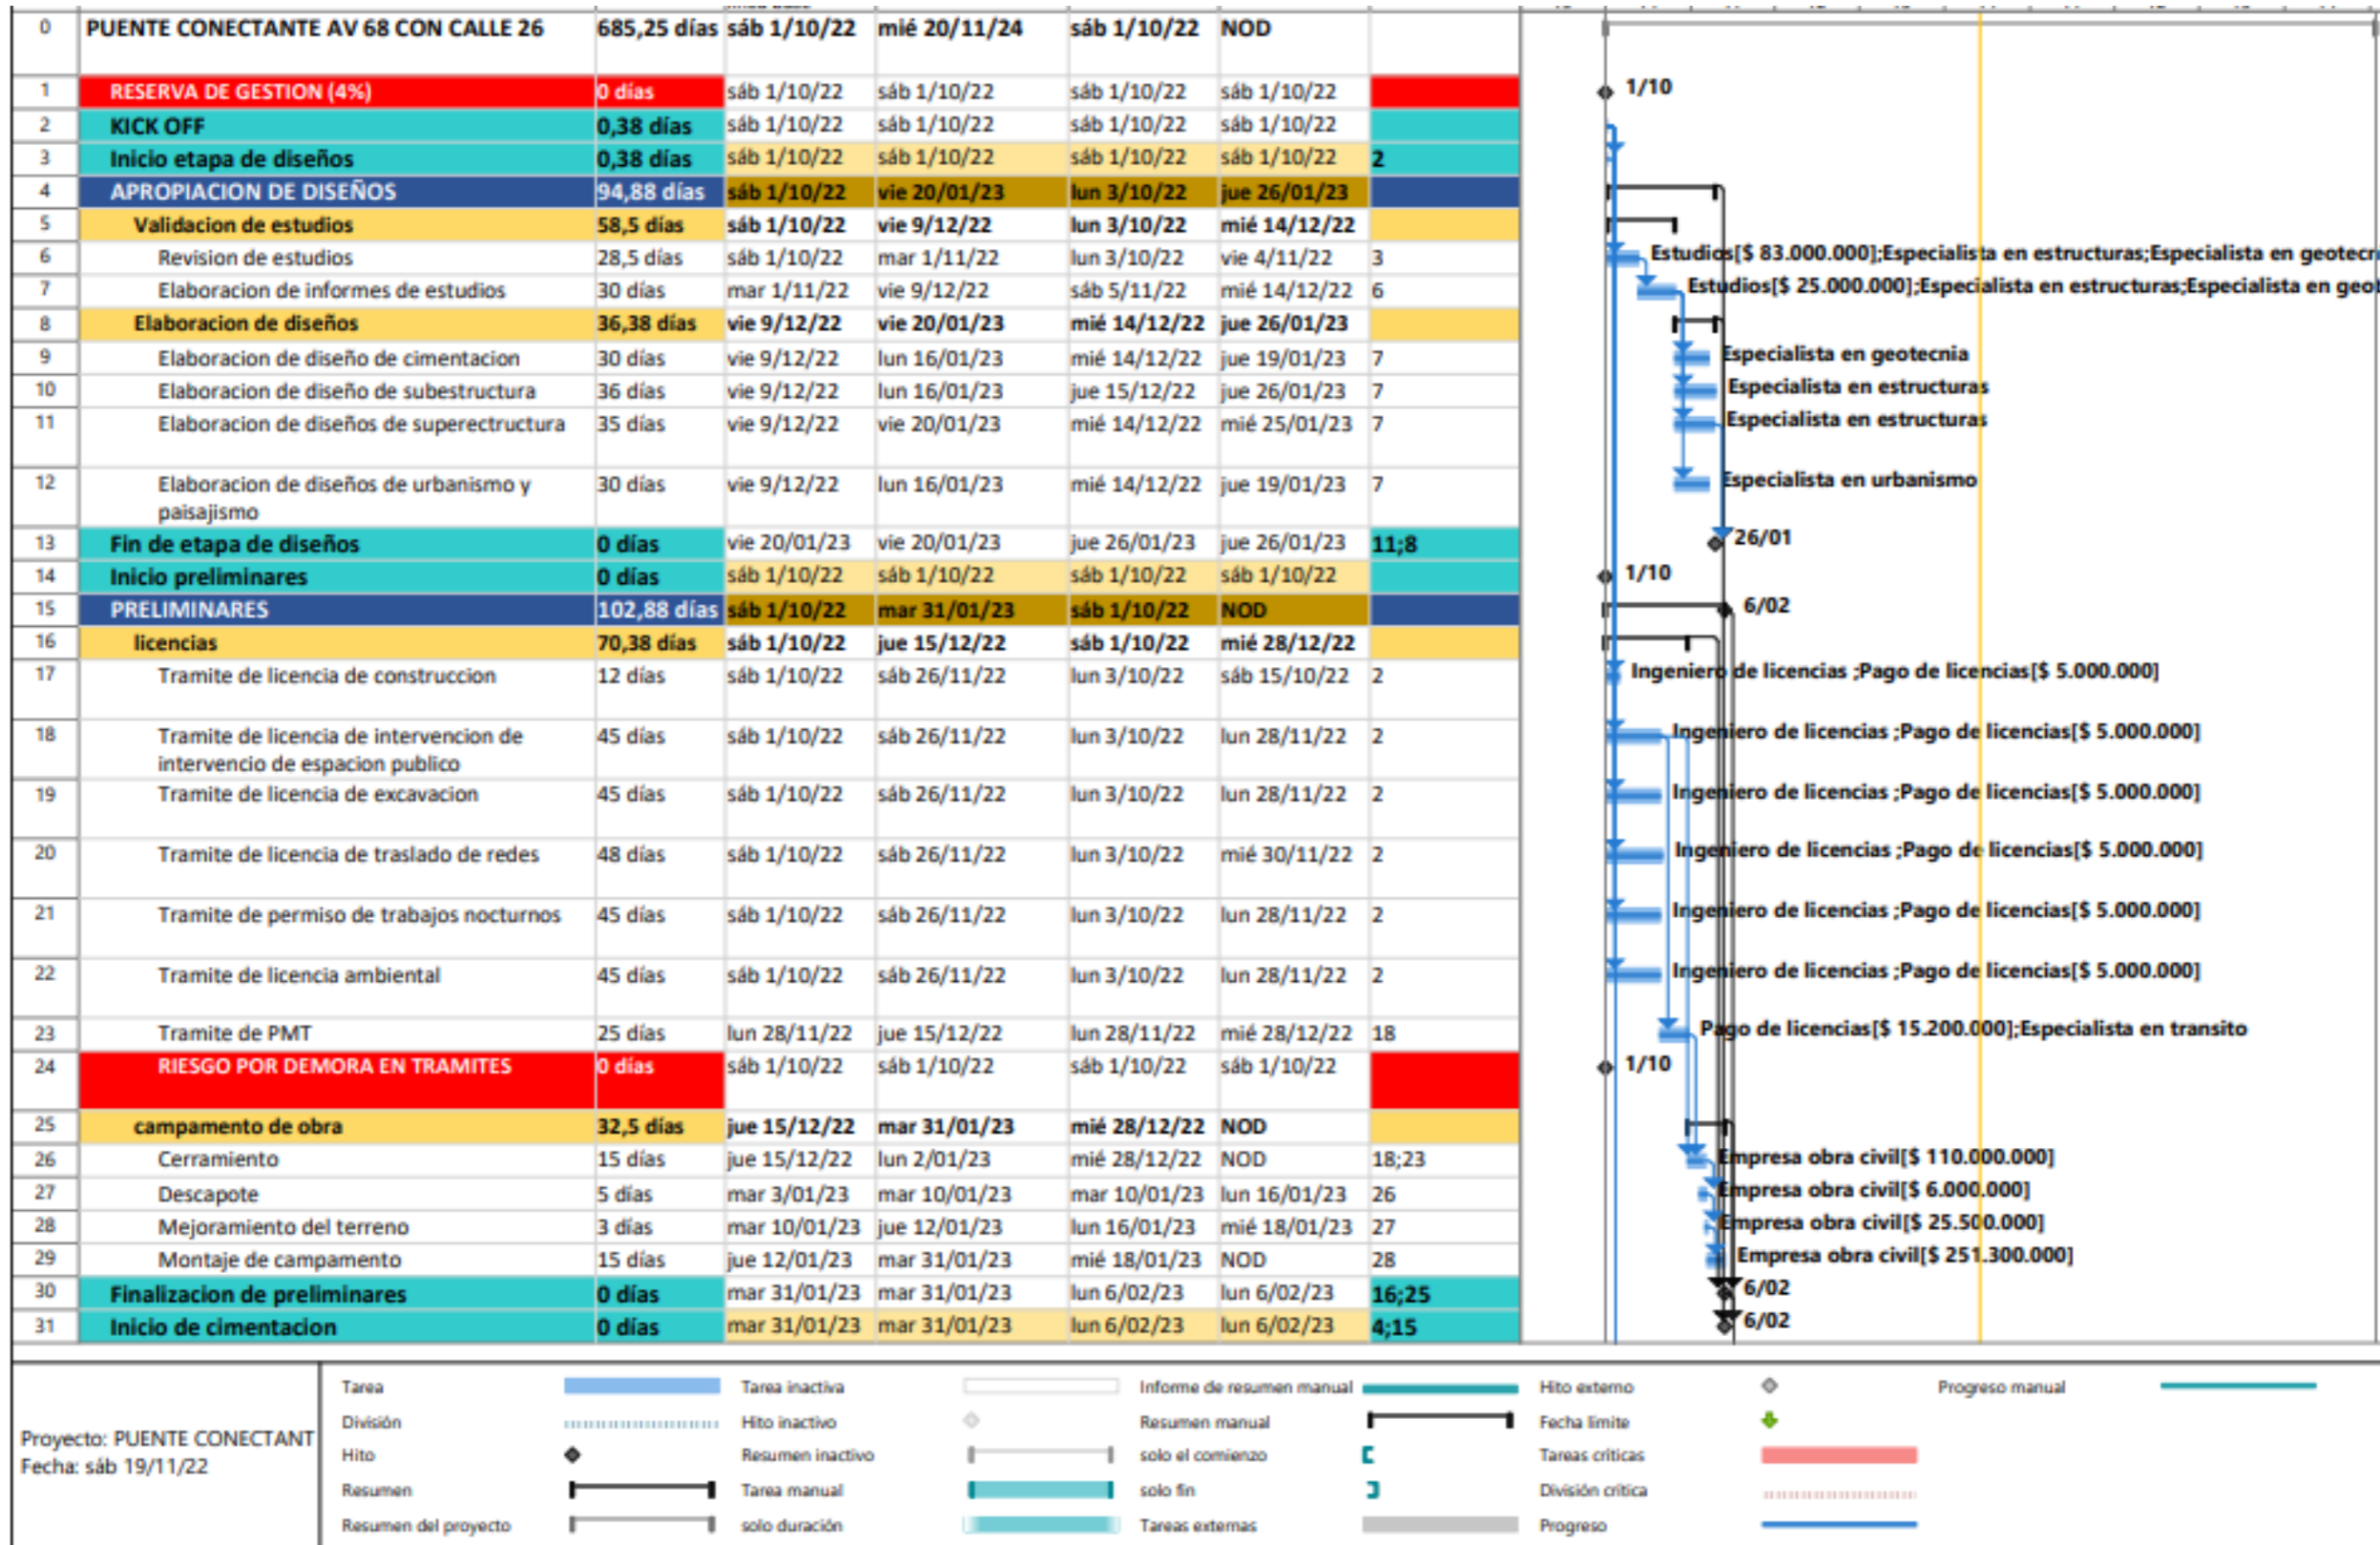 0 PUENTE CONECTANTE AV 68 CON CALLE 26 685,25 días sáb 1/10/22 mié 20/11/24 sáb 1/10/22 NOD
1 RESERVA DE GESTION (4%) 0 días sáb 1/10/22 sáb 1/10/22 sáb 1/10/22 sáb 1/10/22 1/10
2 KICK OFF 0,38 días sáb 1/10/22 sáb 1/10/22 sáb 1/10/22 sáb 1/10/22
3 Inicio etapa de diseños 0,38 días sáb 1/10/22 sáb 1/10/22 sáb 1/10/22 sáb 1/10/22 2
4 APROPIACION DE DISEÑOS 94,88 días sáb 1/10/22 vie 20/01/23 lun 3/10/22 jue 26/01/23
5 Validacion de estudios 58,5 días sáb 1/10/22 vie 9/12/22 lun 3/10/22 mié 14/12/22
6 Revision de estudios 28,5 días sáb 1/10/22 mar 1/11/22 lun 3/10/22 vie 4/11/22 3 Estudios[$ 83.000.000];Especialista en estructuras;Especialista en geotecn
7 Elaboracion de informes de estudios 30 días mar 1/11/22 vie 9/12/22 sáb 5/11/22 mié 14/12/22 6 Estudios[$ 25.000.000];Especialista en estructuras;Especialista en geot
8 Elaboracion de diseños 36,38 días vie 9/12/22 vie 20/01/23 mié 14/12/22 jue 26/01/23
9 Elaboracion de diseño de cimentacion 30 días vie 9/12/22 lun 16/01/23 mié 14/12/22 jue 19/01/23 7 Especialista en geotecnia
10 Elaboracion de diseño de subestructura 36 días vie 9/12/22 lun 16/01/23 jue 15/12/22 jue 26/01/23 7 Especialista en estructuras
11 Elaboracion de diseños de superectructura 35 días vie 9/12/22 vie 20/01/23 mié 14/12/22 mié 25/01/23 7 Especialista en estructuras
12 Elaboracion de diseños de urbanismo y 30 días vie 9/12/22 lun 16/01/23 mié 14/12/22 jue 19/01/23 7 Especialista en urbanismo
paisajismo
13 Fin de etapa de diseños 0 días vie 20/01/23 vie 20/01/23 jue 26/01/23 jue 26/01/23 11;8 26/01
14 Inicio preliminares 0 días sáb 1/10/22 sáb 1/10/22 sáb 1/10/22 sáb 1/10/22 1/10
15 PRELIMINARES 102,88 días sáb 1/10/22 mar 31/01/23 sáb 1/10/22 NOD 6/02
16 licencias 70,38 días sáb 1/10/22 jue 15/12/22 sáb 1/10/22 mié 28/12/22
17 Tramite de licencia de construccion 12 días sáb 1/10/22 sáb 26/11/22 lun 3/10/22 sáb 15/10/22 2 Ingeniero de licencias ;Pago de licencias[$ 5.000.000]
18 Tramite de licencia de intervencion de 45 días sáb 1/10/22 sáb 26/11/22 lun 3/10/22 lun 28/11/22 2 Ingeniero de licencias ;Pago de licencias[$ 5.000.000]
intervencio de espacion publico
19 Tramite de licencia de excavacion 45 días sáb 1/10/22 sáb 26/11/22 lun 3/10/22 lun 28/11/22 2 Ingeniero de licencias ;Pago de licencias[$ 5.000.000]
20 Tramite de licencia de traslado de redes 48 días sáb 1/10/22 sáb 26/11/22 lun 3/10/22 mié 30/11/22 2 Ingeniero de licencias ;Pago de licencias[$ 5.000.000]
21 Tramite de permiso de trabajos nocturnos 45 días sáb 1/10/22 sáb 26/11/22 lun 3/10/22 lun 28/11/22 2 Ingeniero de licencias ;Pago de licencias[$ 5.000.000]
22 Tramite de licencia ambiental 45 días sáb 1/10/22 sáb 26/11/22 lun 3/10/22 lun 28/11/22 2 Ingeniero de licencias ;Pago de licencias[$ 5.000.000]
23 Tramite de PMT 25 días lun 28/11/22 jue 15/12/22 lun 28/11/22 mié 28/12/22 18 Pago de licencias[$ 15.200.000];Especialista en transito
24 RIESGO POR DEMORA EN TRAMITES 0 días sáb 1/10/22 sáb 1/10/22 sáb 1/10/22 sáb 1/10/22 1/10
25 campamento de obra 32,5 días jue 15/12/22 mar 31/01/23 mié 28/12/22 NOD
26 Cerramiento 15 días jue 15/12/22 lun 2/01/23 mié 28/12/22 NOD 18;23 Empresa obra civil[$ 110.000.000]
27 Descapote 5 días mar 3/01/23 mar 10/01/23 mar 10/01/23 lun 16/01/23 26 Empresa obra civil[$ 6.000.000]
28 Mejoramiento del terreno 3 días mar 10/01/23 jue 12/01/23 lun 16/01/23 mié 18/01/23 27 Empresa obra civil[$ 25.500.000]
29 Montaje de campamento 15 días jue 12/01/23 mar 31/01/23 mié 18/01/23 NOD 28 Empresa obra civil[$ 251.300.000]
30 Finalizacion de preliminares 0 días mar 31/01/23 mar 31/01/23 lun 6/02/23 lun 6/02/23 16;25 6/02
31 Inicio de cimentacion 0 días mar 31/01/23 mar 31/01/23 lun 6/02/23 lun 6/02/23 4;15 6/02
Proyecto: PUENTE CONECTANT
Fecha: sáb 19/11/22
Tarea Tarea inactiva Informe de resumen manual Hito externo Progreso manual
División Hito inactivo Resumen manual Fecha límite
Hito Resumen inactivo solo el comienzo Tareas críticas
Resumen Tarea manual solo fin División crítica
Resumen del proyecto solo duración Tareas externas Progreso